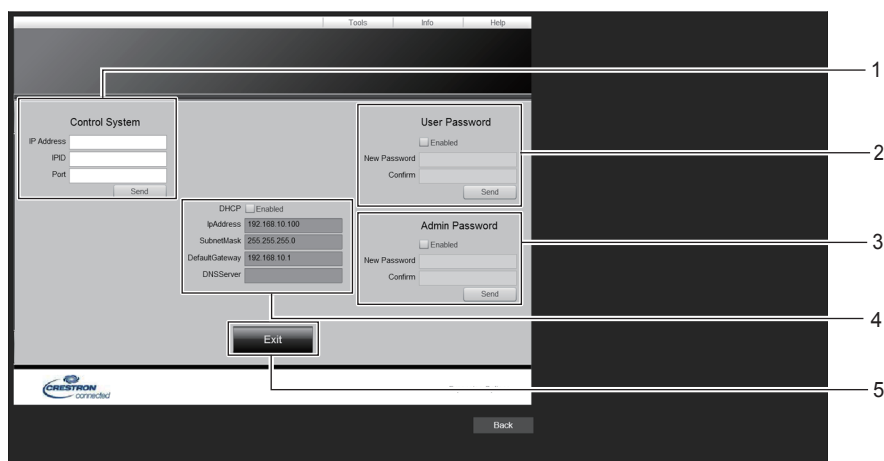 Tools Info Help
1
Control System
IP Address
IPID
Port
Send
User Password
Enabled
New Password
Confirm
Send
2
DHCP Enabled
IpAddress 192.168.10.100
SubnetMask 255.255.255.0
DefaultGateway 192.168.10.1
DNSServer
Admin Password
Enabled
New Password
Confirm
Send
3
4
Exit
CRESTRON
connected
5
Back